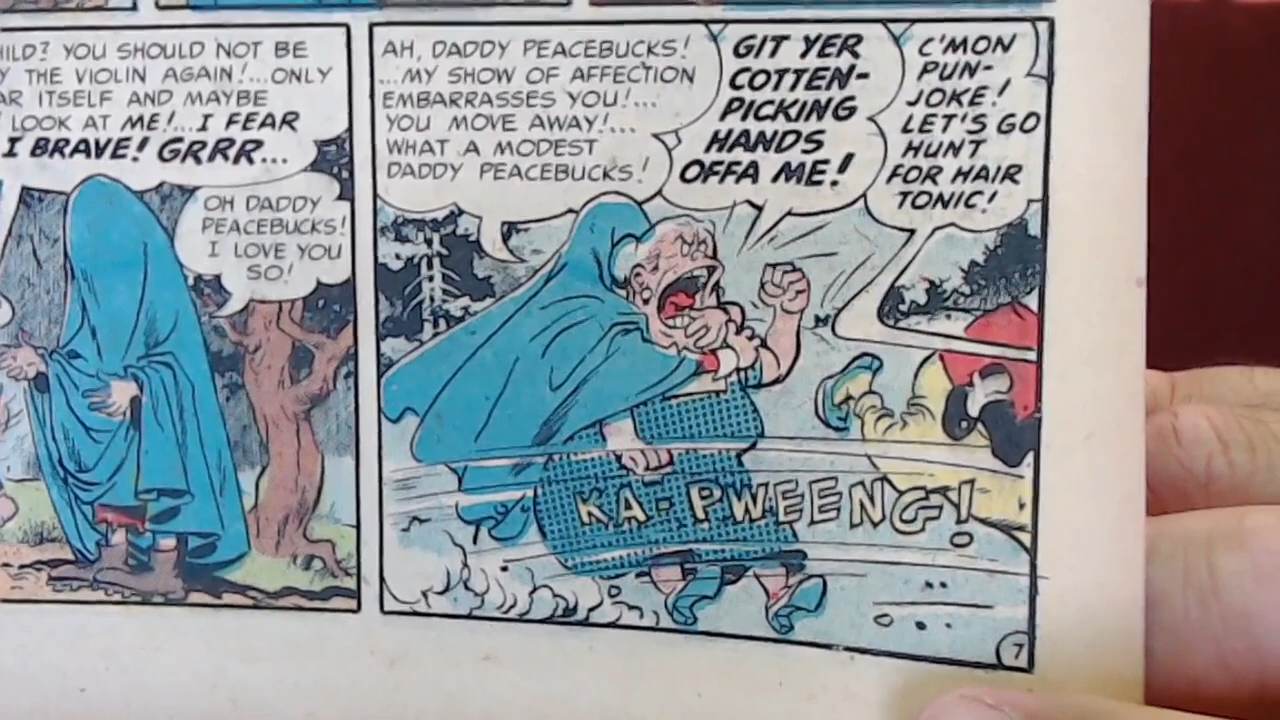 HILD? YOU SHOULD NOT BE
Y THE VIOLIN AGAIN!...ONLY
AR ITSELF AND MAYBE
LOOK AT ME!...I FEAR
I BRAVE! GRRR...
OH DADDY
PEACEBUCKS!
I LOVE YOU
SO!
AH, DADDY PEACEBUCKS!
...MY SHOW OF AFFECTION
EMBARRASSES YOU!...
YOU MOVE AWAY!...
WHAT A MODEST
DADDY PEACEBUCKS!
GIT YER
COTTEN-
PICKING
HANDS
OFFA ME!
C'MON
PUN-
JOKE!
LET'S GO
HUNT
FOR HAIR
TONIC!
KA-PWEENG!
7